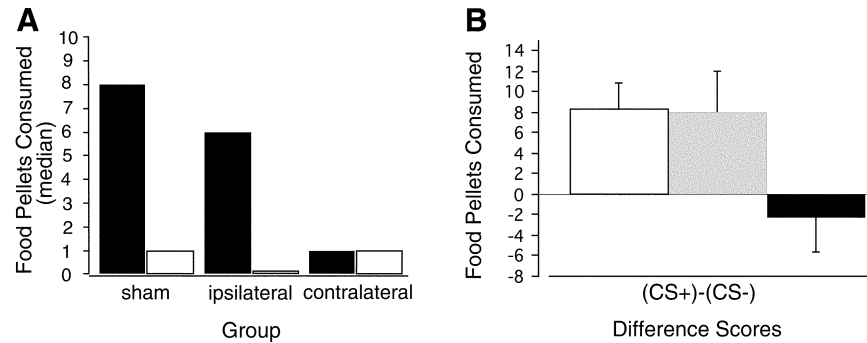 A
Food Pellets Consumed
(median)
10
9
8
7
6
5
4
3
2
1
0
sham ipsilateral contralateral
Group
B
Food Pellets Consumed
14
12
10
8
6
4
2
0
-2
-4
-6
-8
(CS+)-(CS-)
Difference Scores